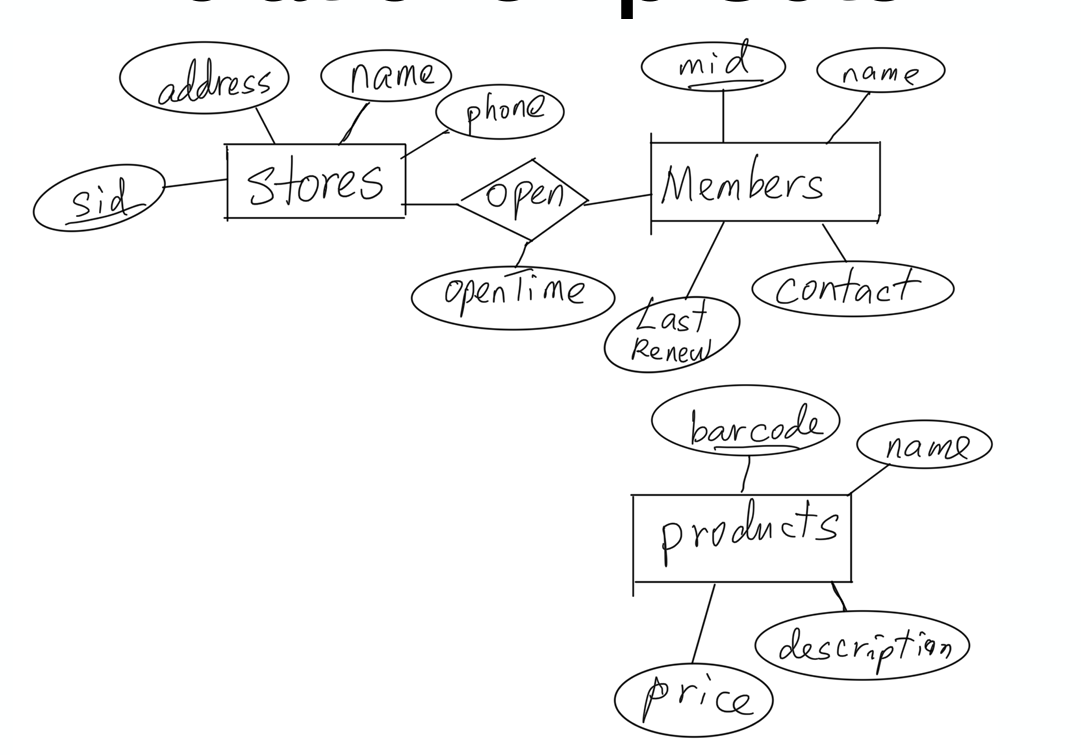 address
name
phone
sid
Stores
open
openTime
mid
name
Members
Last
Renew
contact
barcode
name
products
price
description